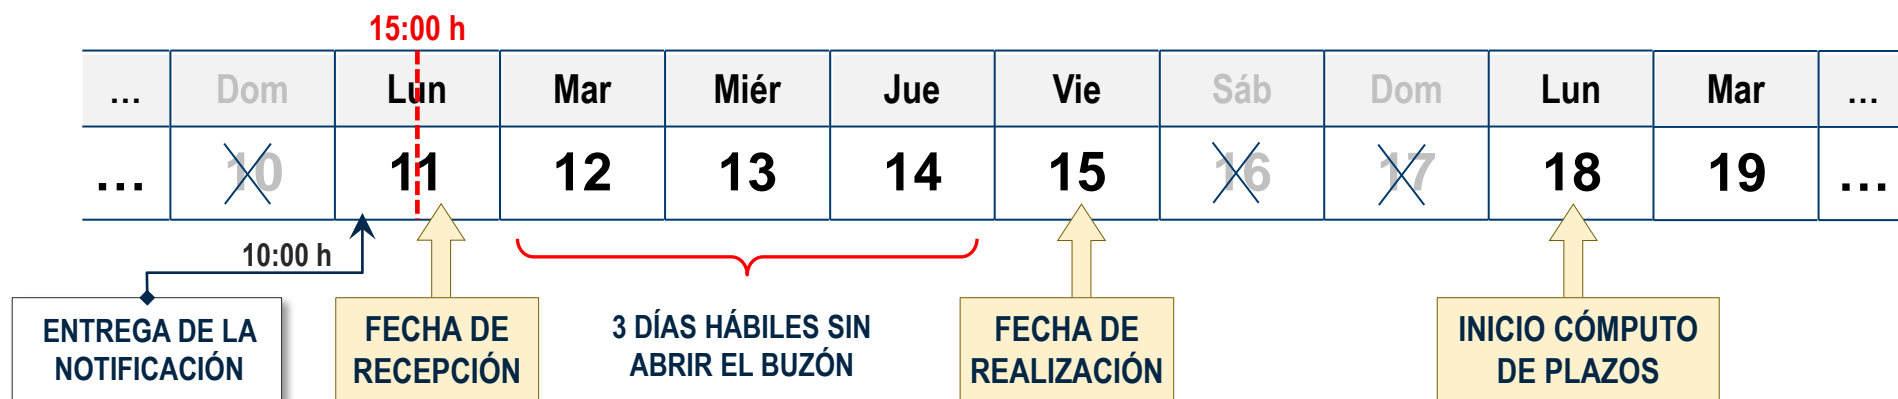 15:00 h
... Dom Lun Mar Miér Jue Vie Sáb Dom Lun Mar ...
... 10 11 12 13 14 15 16 17 18 19 ...
10:00 h
ENTREGA DE LA
NOTIFICACIÓN
FECHA DE
RECEPCIÓN
3 DÍAS HÁBILES SIN
ABRIR EL BUZÓN
FECHA DE
REALIZACIÓN
INICIO CÓMPUTO
DE PLAZOS